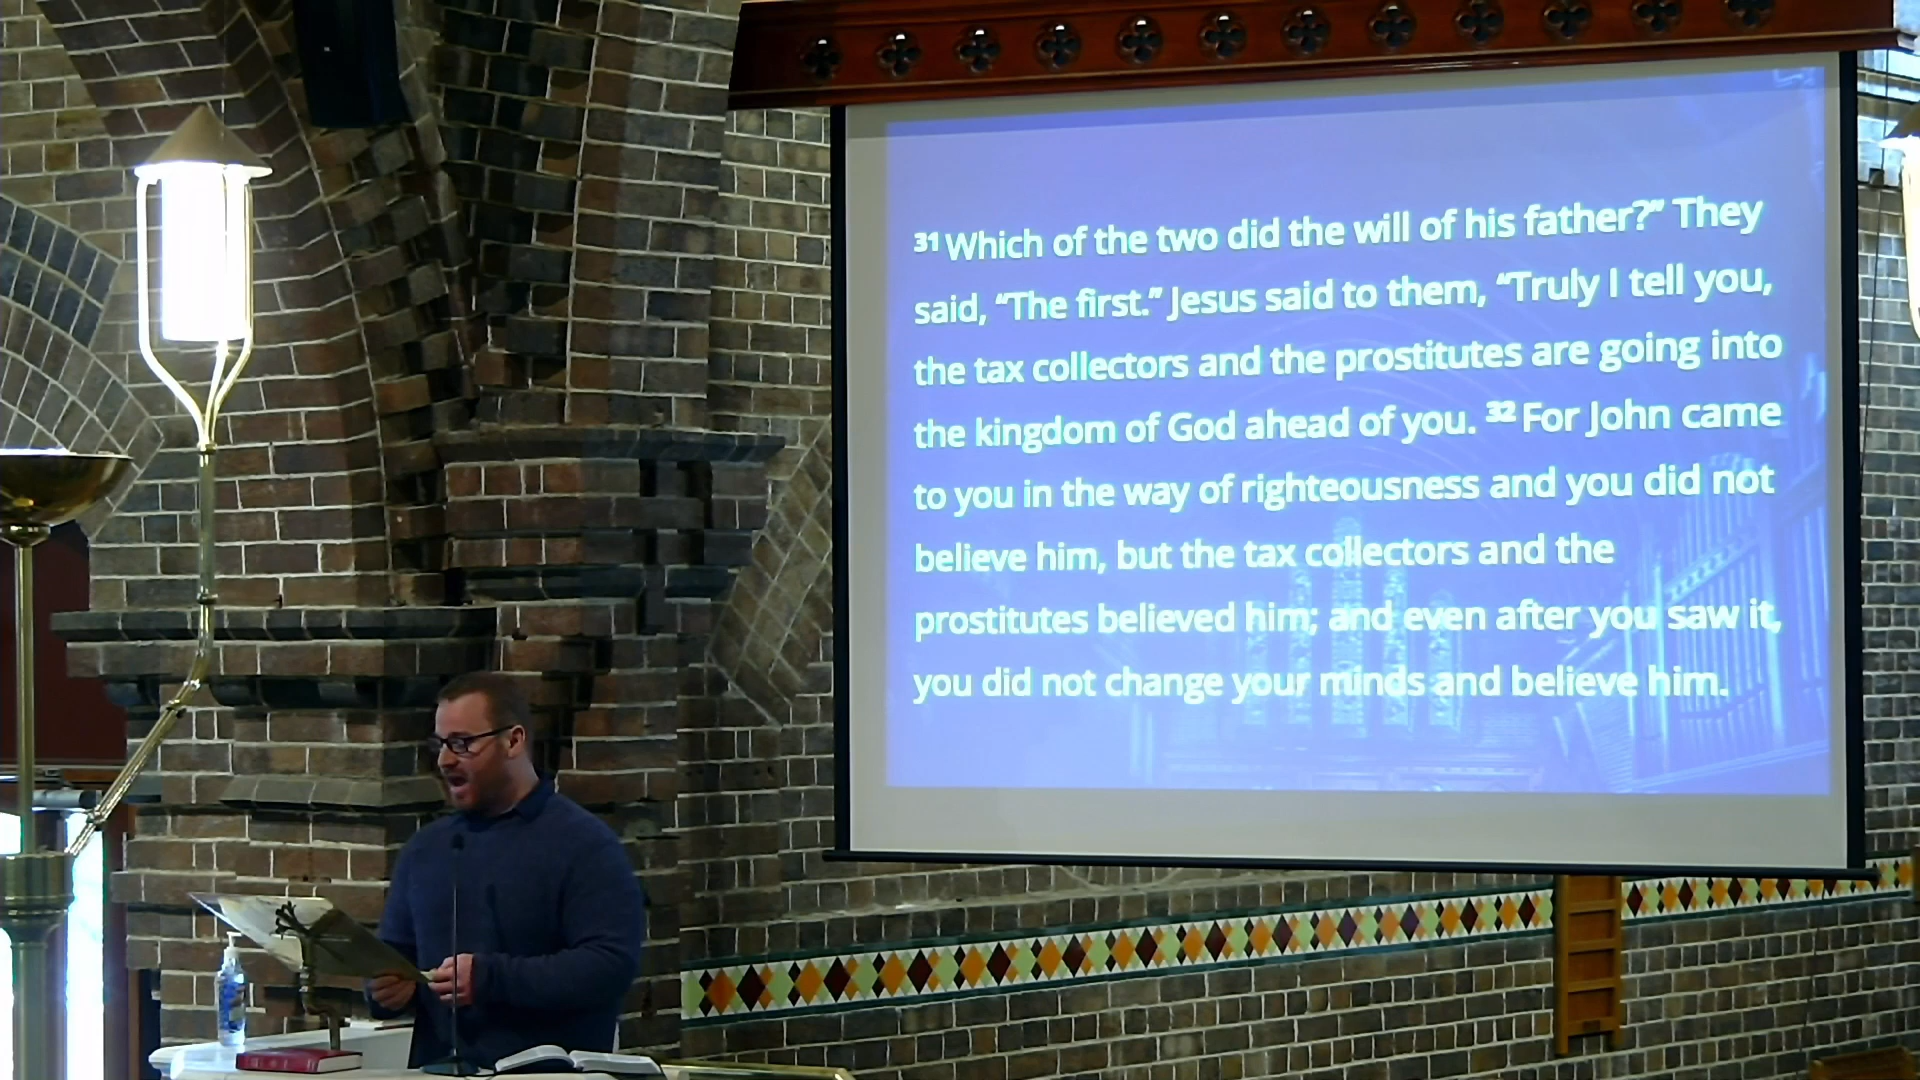 31 Which of the two did the will of his father?” They
said, “The first.” Jesus said to them, “Truly I tell you,
the tax collectors and the prostitutes are going into
the kingdom of God ahead of you. 32 For John came
to you in the way of righteousness and you did not
believe him, but the tax collectors and the
prostitutes believed him; and even after you saw it,
you did not change your minds and believe him.